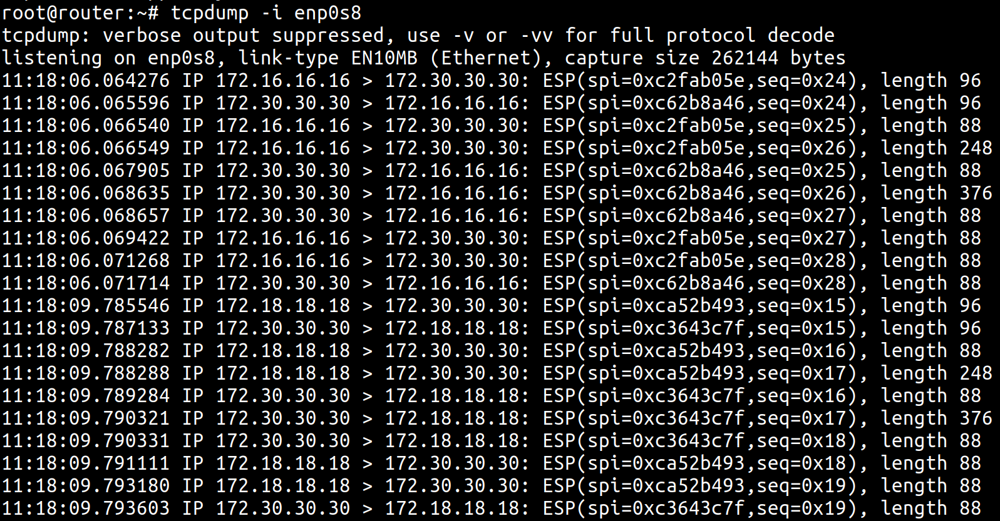 root@router:~# tcpdump -i enp0s8
tcpdump: verbose output suppressed, use -v or -vv for full protocol decode
listening on enp0s8, link-type EN10MB (Ethernet), capture size 262144 bytes
11:18:06.064276 IP 172.16.16.16 > 172.30.30.30: ESP(spi=0xc2fab05e,seq=0x24), length 96
11:18:06.065596 IP 172.30.30.30 > 172.16.16.16: ESP(spi=0xc62b8a46,seq=0x24), length 96
11:18:06.066540 IP 172.16.16.16 > 172.30.30.30: ESP(spi=0xc2fab05e,seq=0x25), length 88
11:18:06.066549 IP 172.16.16.16 > 172.30.30.30: ESP(spi=0xc2fab05e,seq=0x26), length 248
11:18:06.067905 IP 172.30.30.30 > 172.16.16.16: ESP(spi=0xc62b8a46,seq=0x25), length 88
11:18:06.068635 IP 172.30.30.30 > 172.16.16.16: ESP(spi=0xc62b8a46,seq=0x26), length 376
11:18:06.068657 IP 172.30.30.30 > 172.16.16.16: ESP(spi=0xc62b8a46,seq=0x27), length 88
11:18:06.069422 IP 172.16.16.16 > 172.30.30.30: ESP(spi=0xc2fab05e,seq=0x27), length 88
11:18:06.071268 IP 172.16.16.16 > 172.30.30.30: ESP(spi=0xc2fab05e,seq=0x28), length 88
11:18:06.071714 IP 172.30.30.30 > 172.16.16.16: ESP(spi=0xc62b8a46,seq=0x28), length 88
11:18:09.785546 IP 172.18.18.18 > 172.30.30.30: ESP(spi=0xca52b493,seq=0x15), length 96
11:18:09.787133 IP 172.30.30.30 > 172.18.18.18: ESP(spi=0xc3643c7f,seq=0x15), length 96
11:18:09.788282 IP 172.18.18.18 > 172.30.30.30: ESP(spi=0xca52b493,seq=0x16), length 88
11:18:09.788288 IP 172.18.18.18 > 172.30.30.30: ESP(spi=0xca52b493,seq=0x17), length 248
11:18:09.789284 IP 172.30.30.30 > 172.18.18.18: ESP(spi=0xc3643c7f,seq=0x16), length 88
11:18:09.790321 IP 172.30.30.30 > 172.18.18.18: ESP(spi=0xc3643c7f,seq=0x17), length 376
11:18:09.790331 IP 172.30.30.30 > 172.18.18.18: ESP(spi=0xc3643c7f,seq=0x18), length 88
11:18:09.791111 IP 172.18.18.18 > 172.30.30.30: ESP(spi=0xca52b493,seq=0x18), length 88
11:18:09.793180 IP 172.18.18.18 > 172.30.30.30: ESP(spi=0xca52b493,seq=0x19), length 88
11:18:09.793603 IP 172.30.30.30 > 172.18.18.18: ESP(spi=0xc3643c7f,seq=0x19), length 88